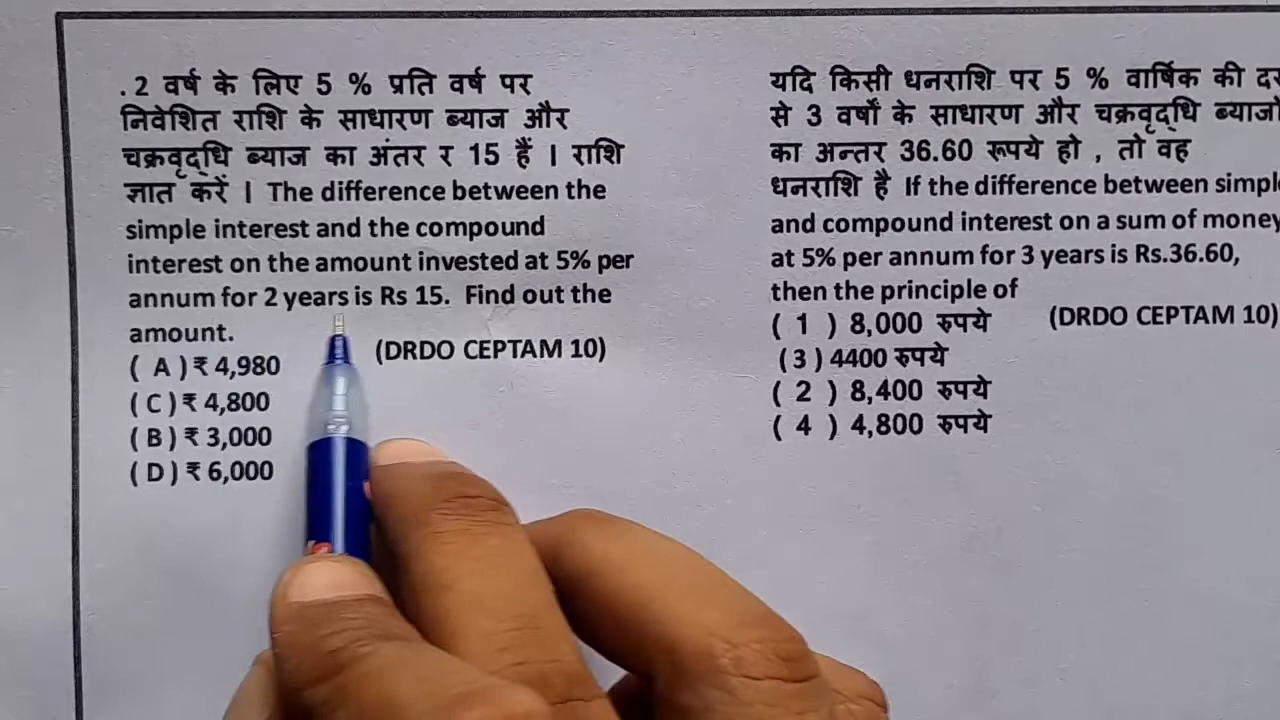 .2 वर्ष के लिए 5 % प्रति वर्ष पर
निवेशित राशि के साधारण ब्याज और
चक्रवृद्धि ब्याज का अंतर र 15 हैं । राशि
ज्ञात करें । The difference between the
simple interest and the compound
interest on the amount invested at 5% per
annum for 2 years is Rs 15. Find out the
amount.
(DRDO CEPTAM 10)
( A ) ₹ 4,980
( C ) ₹ 4,800
( B ) ₹ 3,000
( D ) ₹ 6,000
यदि किसी धनराशि पर 5 % वार्षिक की दर
से 3 वर्षों के साधारण और चक्रवृद्धि ब्याजो
का अन्तर 36.60 रूपये हो , तो वह
धनराशि है If the difference between simpl
and compound interest on a sum of money
at 5% per annum for 3 years is Rs.36.60,
then the principle of
(DRDO CEPTAM 10)
( 1 ) 8,000 रुपये
( 3 ) 4400 रुपये
( 2 ) 8,400 रुपये
( 4 ) 4,800 रुपये